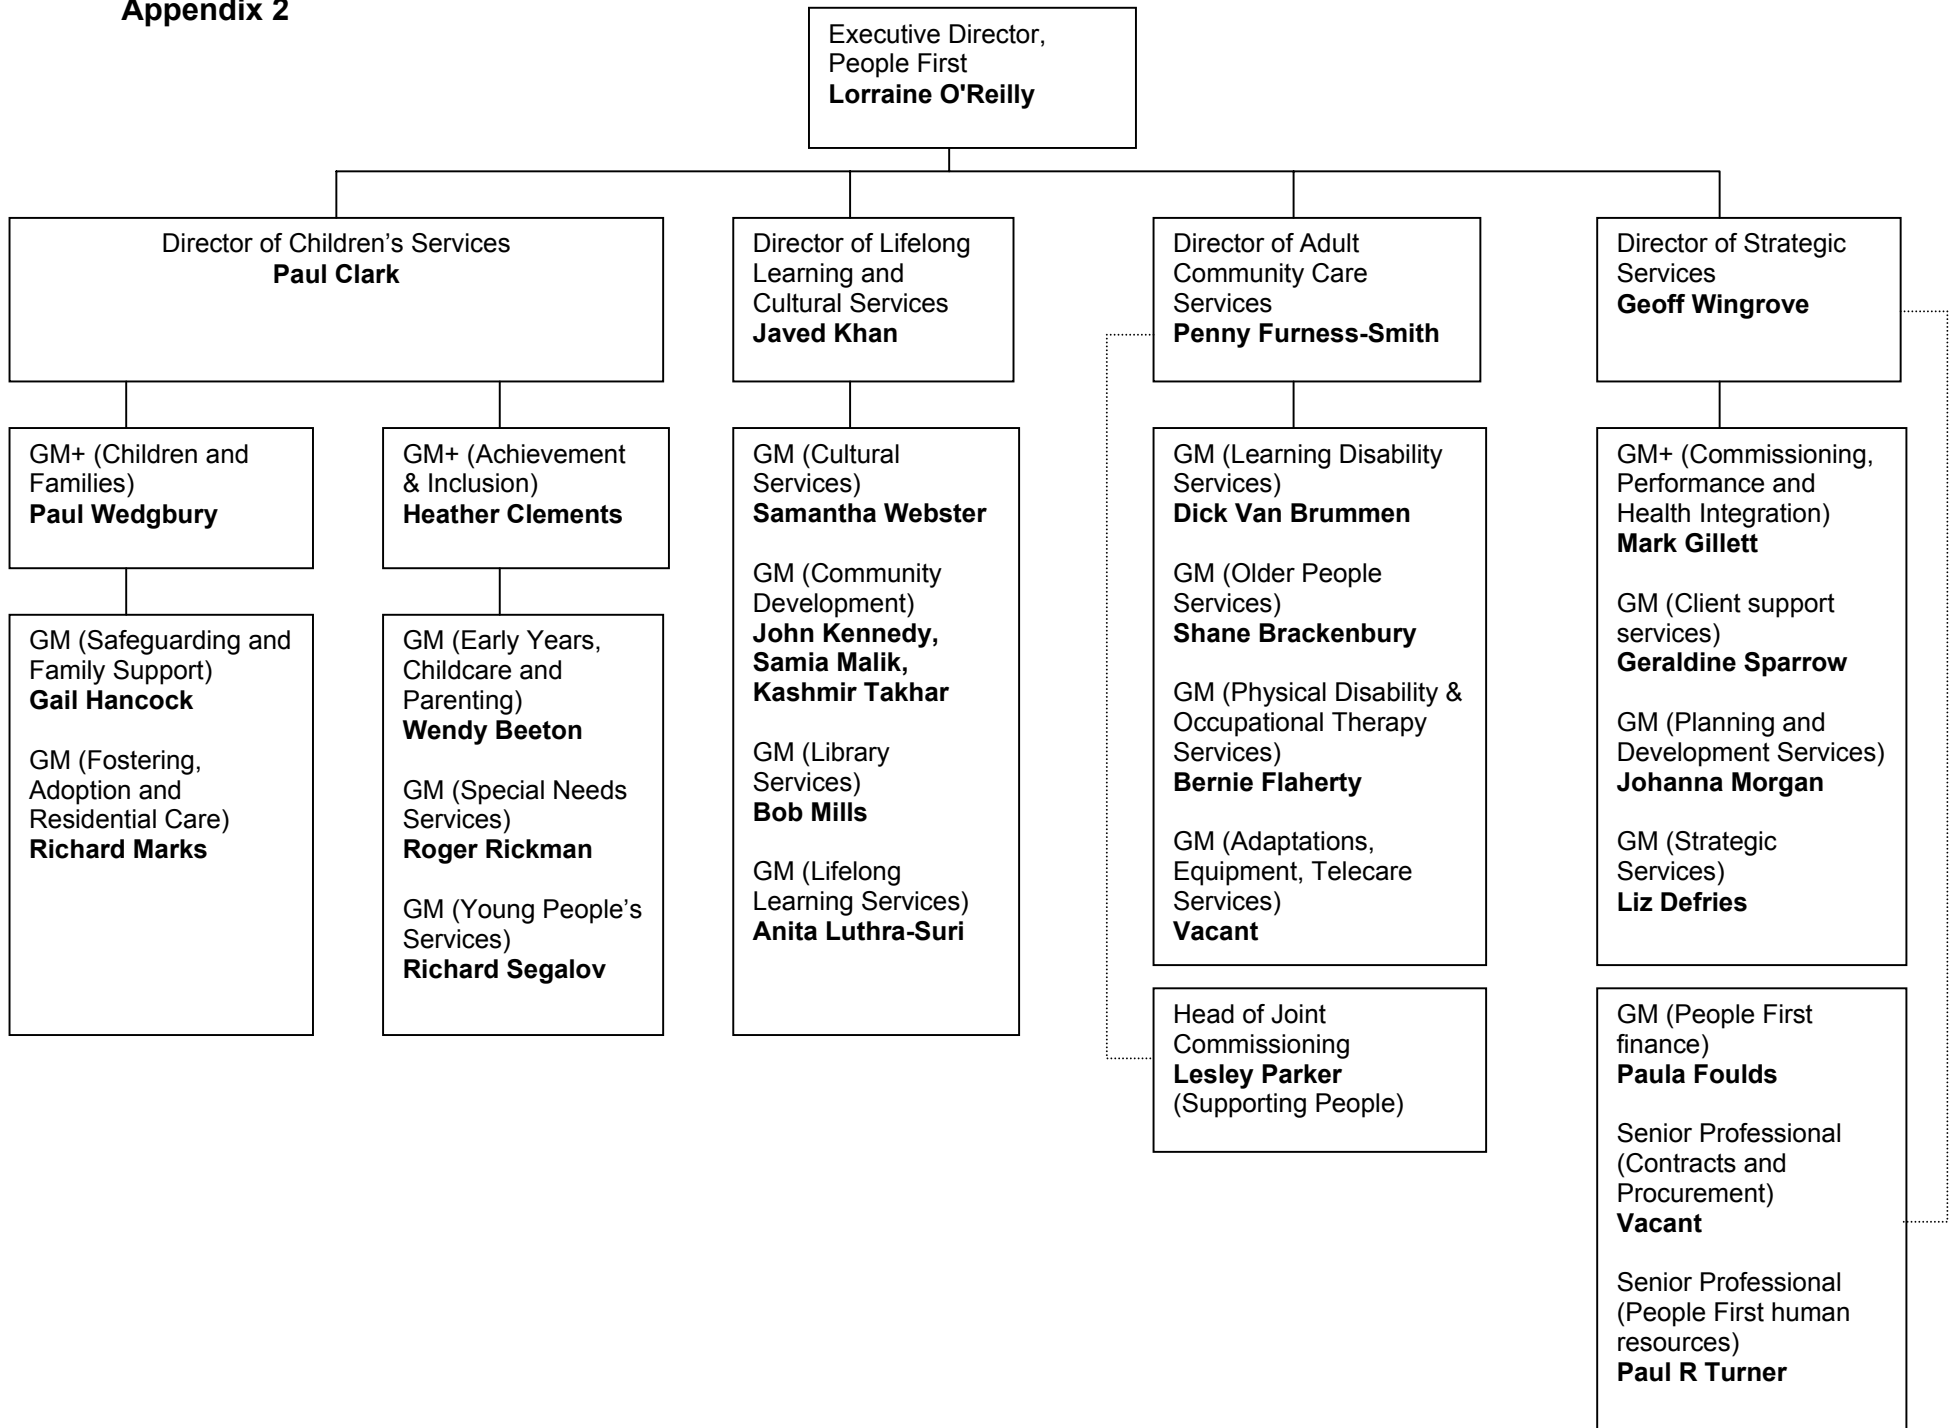 Appendix 2
Executive Director,
People First
Lorraine O'Reilly
Director of Children’s Services
Paul Clark
Director of Lifelong
Learning and
Cultural Services
Javed Khan
Director of Adult
Community Care
Services
Penny Furness-Smith
Director of Strategic
Services
Geoff Wingrove
GM+ (Children and
Families)
Paul Wedgbury
GM+ (Achievement
& Inclusion)
Heather Clements
GM (Safeguarding and
Family Support)
Gail Hancock
GM (Fostering,
Adoption and
Residential Care)
Richard Marks
GM (Early Years,
Childcare and
Parenting)
Wendy Beeton
GM (Special Needs
Services)
Roger Rickman
GM (Young People’s
Services)
Richard Segalov
GM (Cultural
Services)
Samantha Webster
GM (Community
Development)
John Kennedy,
Samia Malik,
Kashmir Takhar
GM (Library
Services)
Bob Mills
GM (Lifelong
Learning Services)
Anita Luthra-Suri
GM (Learning Disability
Services)
Dick Van Brummen
GM (Older People
Services)
Shane Brackenbury
GM (Physical Disability &
Occupational Therapy
Services)
Bernie Flaherty
GM (Adaptations,
Equipment, Telecare
Services)
Vacant
Head of Joint
Commissioning
Lesley Parker
(Supporting People)
GM+ (Commissioning,
Performance and
Health Integration)
Mark Gillett
GM (Client support
services)
Geraldine Sparrow
GM (Planning and
Development Services)
Johanna Morgan
GM (Strategic
Services)
Liz Defries
GM (People First
finance)
Paula Foulds
Senior Professional
(Contracts and
Procurement)
Vacant
Senior Professional
(People First human
resources)
Paul R Turner